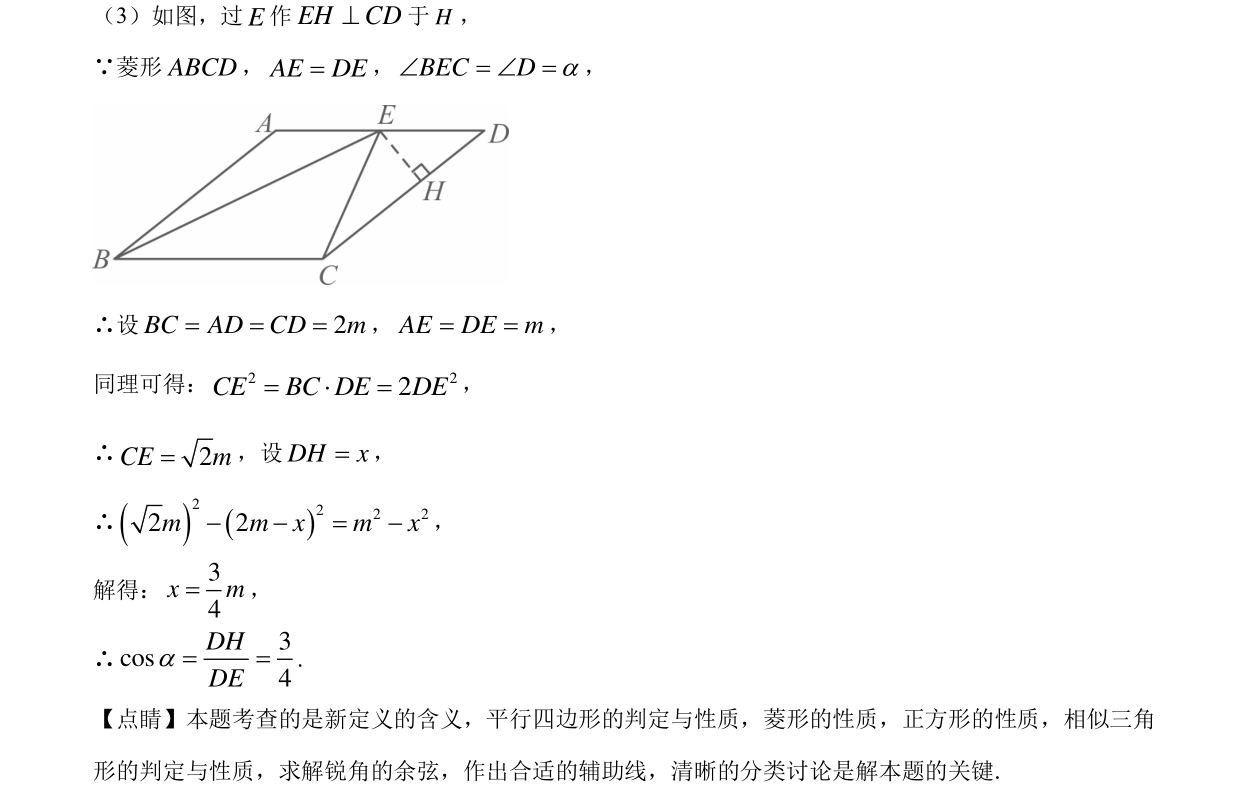 （3）如图，过E作EH⊥CD于H，
∵菱形ABCD，AE=DE，∠BEC=∠D=α，
A E D
H
B C
∴设BC=AD=CD=2m，AE=DE=m，
同理可得：CE²=BC·DE=2DE²，
∴CE=√2m，设DH=x，
∴(√2m)²−(2m−x)²=m²−x²，
解得：x=3/4 m，
∴cosα=DH/DE=3/4.
【点睛】本题考查的是新定义的含义，平行四边形的判定与性质，菱形的性质，正方形的性质，相似三角
形的判定与性质，求解锐角的余弦，作出合适的辅助线，清晰的分类讨论是解本题的关键.